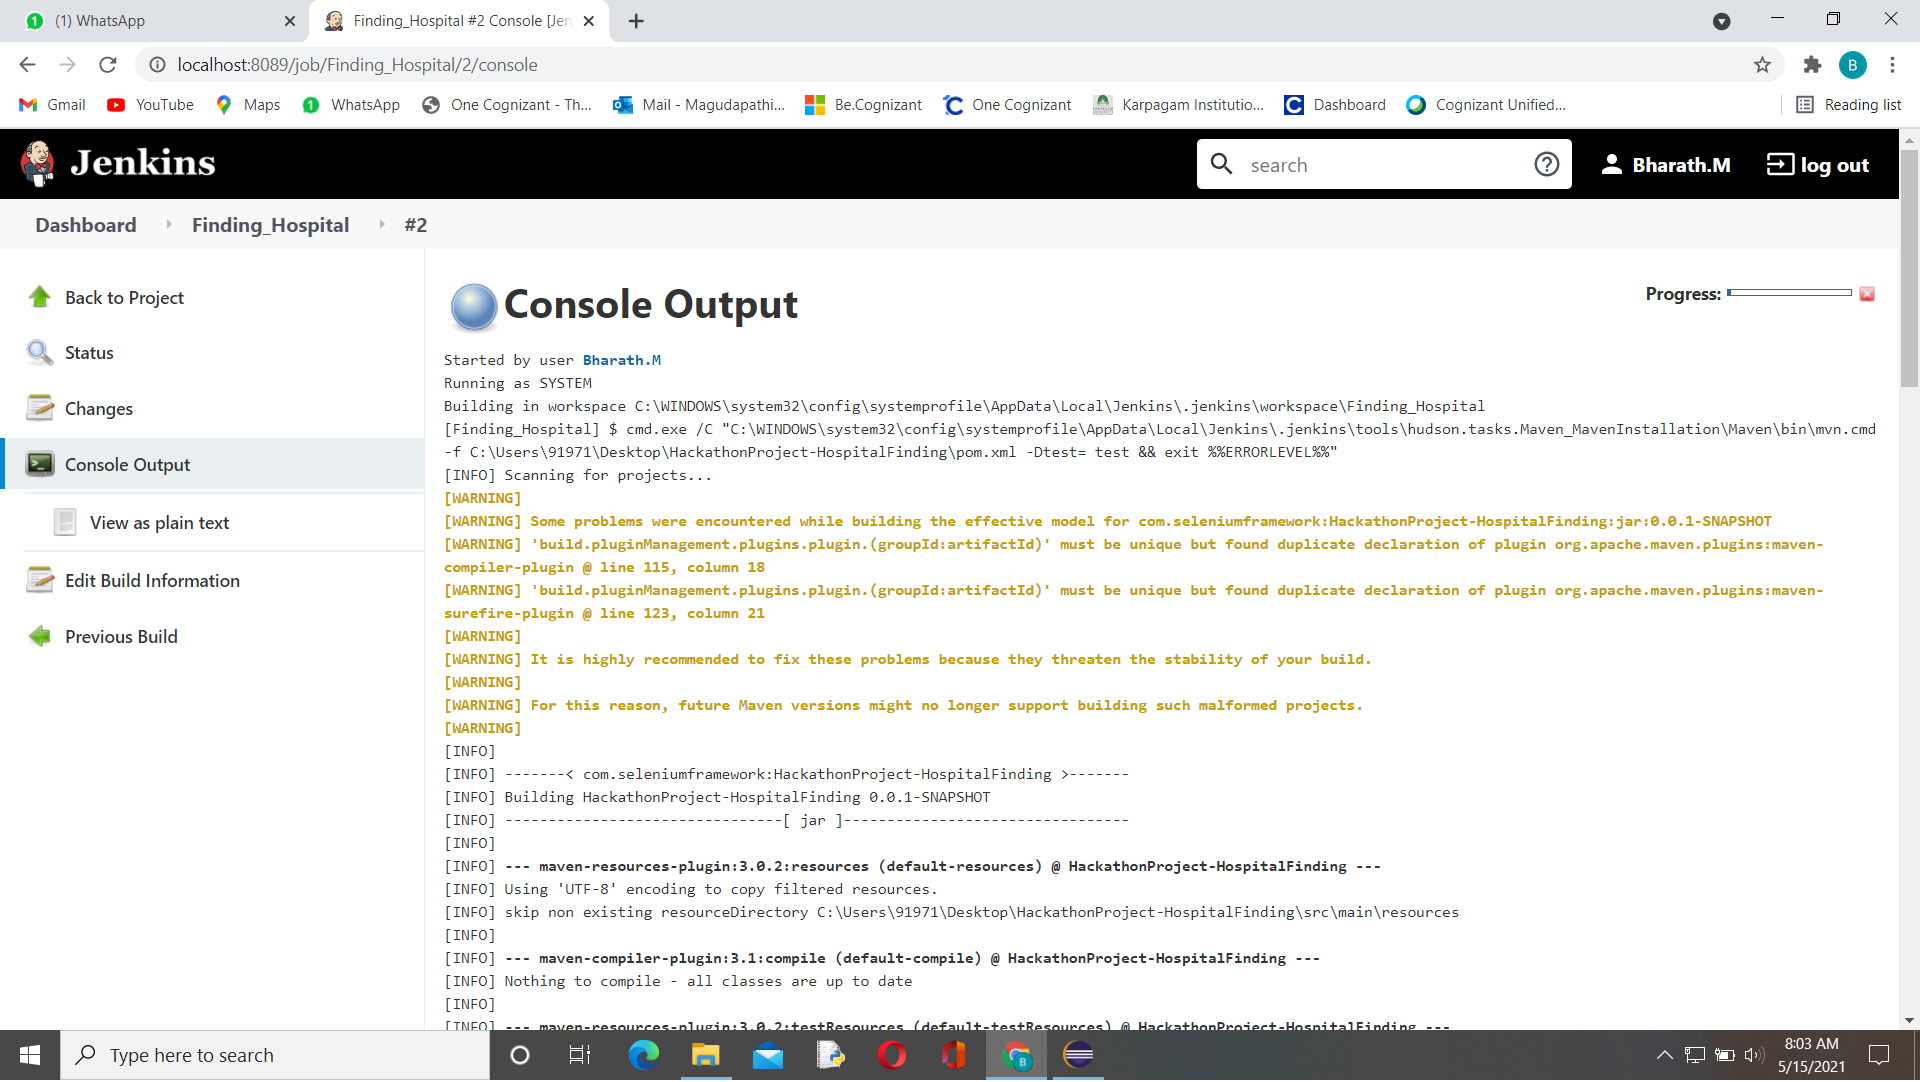 (1) WhatsApp
Finding_Hospital #2 Console [Jen
localhost:8089/job/Finding_Hospital/2/console
B
Gmail
YouTube
Maps
WhatsApp
One Cognizant - Th...
Mail - Magudapathi...
Be.Cognizant
One Cognizant
Karpagam Institutio...
Dashboard
Cognizant Unified...
Reading list
Jenkins
search
Bharath.M
log out
Dashboard
Finding_Hospital
#2
Back to Project
Status
Changes
Console Output
View as plain text
Edit Build Information
Previous Build
Console Output
Progress:
Started by user Bharath.M
Running as SYSTEM
Building in workspace C:\WINDOWS\system32\config\systemprofile\AppData\Local\Jenkins\.jenkins\workspace\Finding_Hospital
[Finding_Hospital] $ cmd.exe /C "C:\WINDOWS\system32\config\systemprofile\AppData\Local\Jenkins\.jenkins\tools\hudson.tasks.Maven_MavenInstallation\Maven\bin\mvn.cmd
-f C:\Users\91971\Desktop\HackathonProject-HospitalFinding\pom.xml -Dtest= test && exit %%ERRORLEVEL%%"
[INFO] Scanning for projects...
[WARNING]
[WARNING] Some problems were encountered while building the effective model for com.seleniumframework:HackathonProject-HospitalFinding:jar:0.0.1-SNAPSHOT
[WARNING] 'build.pluginManagement.plugins.plugin.(groupId:artifactId)' must be unique but found duplicate declaration of plugin org.apache.maven.plugins:maven-
compiler-plugin @ line 115, column 18
[WARNING] 'build.pluginManagement.plugins.plugin.(groupId:artifactId)' must be unique but found duplicate declaration of plugin org.apache.maven.plugins:maven-
surefire-plugin @ line 123, column 21
[WARNING]
[WARNING] It is highly recommended to fix these problems because they threaten the stability of your build.
[WARNING]
[WARNING] For this reason, future Maven versions might no longer support building such malformed projects.
[WARNING]
[INFO]
[INFO] -------< com.seleniumframework:HackathonProject-HospitalFinding >-------
[INFO] Building HackathonProject-HospitalFinding 0.0.1-SNAPSHOT
[INFO] --------------------------------[ jar ]---------------------------------
[INFO]
[INFO] --- maven-resources-plugin:3.0.2:resources (default-resources) @ HackathonProject-HospitalFinding ---
[INFO] Using 'UTF-8' encoding to copy filtered resources.
[INFO] skip non existing resourceDirectory C:\Users\91971\Desktop\HackathonProject-HospitalFinding\src\main\resources
[INFO]
[INFO] --- maven-compiler-plugin:3.1:compile (default-compile) @ HackathonProject-HospitalFinding ---
[INFO] Nothing to compile - all classes are up to date
[INFO]
[INFO] --- maven-resources-plugin:3.0.2:testResources (default-testResources) @ HackathonProject-HospitalFinding ---
Type here to search
8:03 AM
5/15/2021